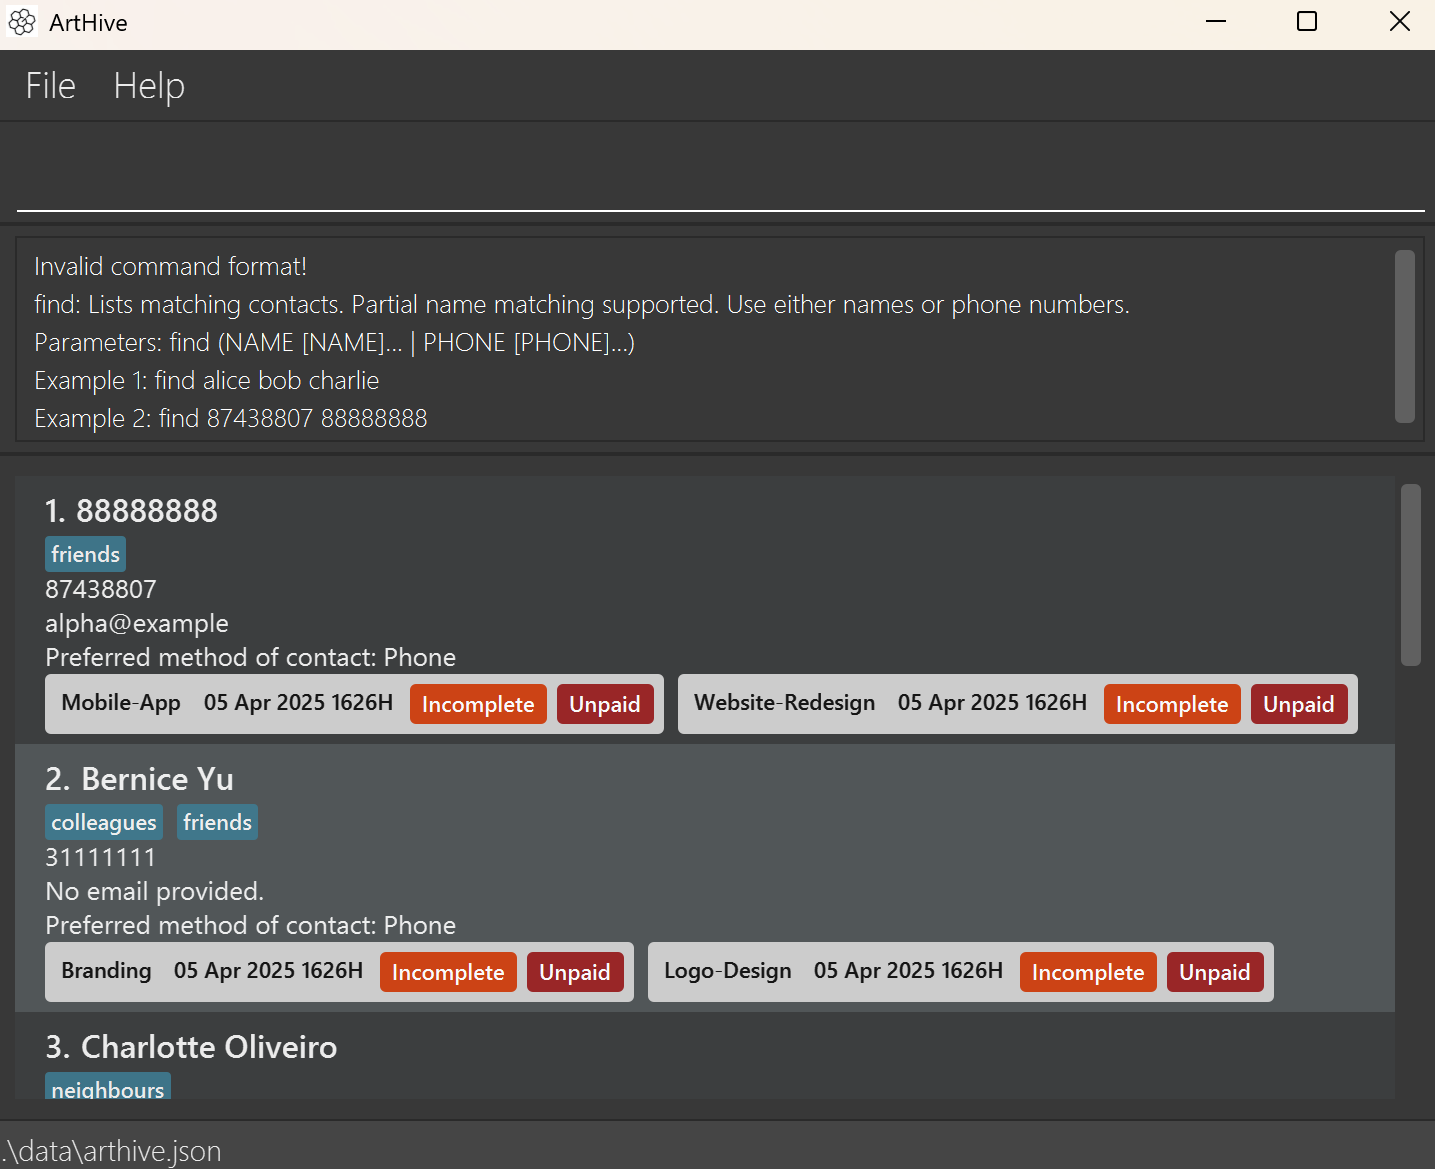 ArtHive
File Help
Invalid command format!
find: Lists matching contacts. Partial name matching supported. Use either names or phone numbers.
Parameters: find (NAME [NAME]... | PHONE [PHONE]...)
Example 1: find alice bob charlie
Example 2: find 87438807 88888888
1. 88888888
friends
87438807
alpha@example
Preferred method of contact: Phone
Mobile-App 05 Apr 2025 1626H Incomplete Unpaid Website-Redesign 05 Apr 2025 1626H Incomplete Unpaid
2. Bernice Yu
colleagues friends
31111111
No email provided.
Preferred method of contact: Phone
Branding 05 Apr 2025 1626H Incomplete Unpaid Logo-Design 05 Apr 2025 1626H Incomplete Unpaid
3. Charlotte Oliveiro
neighbours
.\data\arthive.json